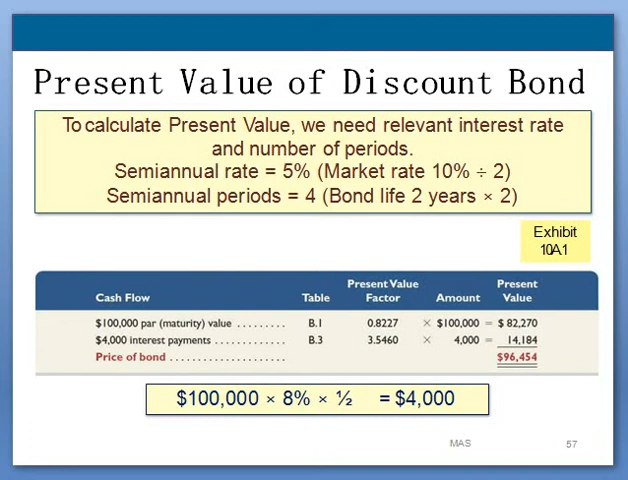 Present Value of Discount Bond
To calculate Present Value, we need relevant interest rate
and number of periods.
Semiannual rate = 5% (Market rate 10% ÷ 2)
Semiannual periods = 4 (Bond life 2 years × 2)
Exhibit
10A1
Present Value Present
Cash Flow Table Factor Amount Value
$100,000 par (maturity) value ......... B.1 0.8227 × $100,000 = $ 82,270
$4,000 interest payments ............. B.3 3.5460 × 4,000 = 14,184
Price of bond ..................... $96,454
$100,000 × 8% × ½ = $4,000
MAS 57